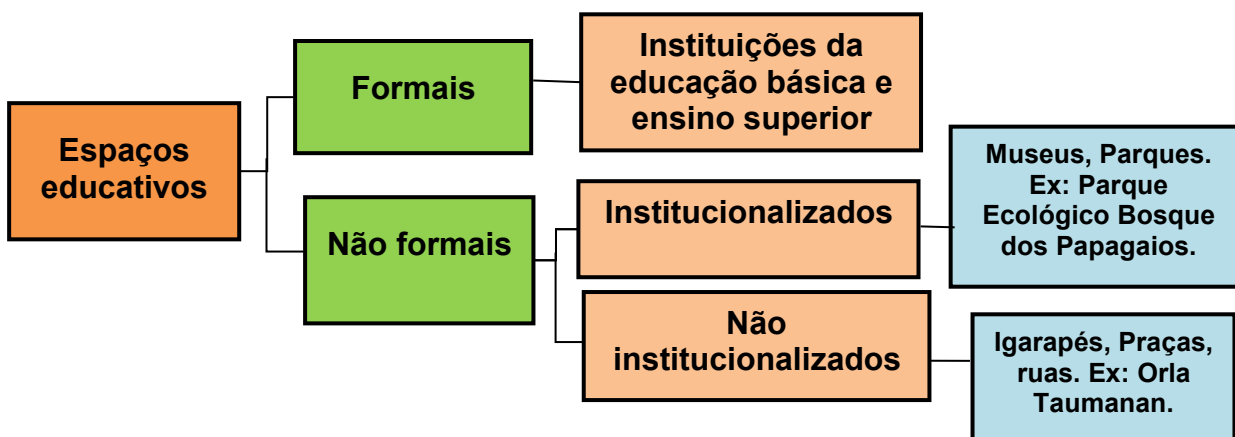 Espaços
educativos
Formais
Instituições da
educação básica e
ensino superior
Não formais
Institucionalizados
Museus, Parques.
Ex: Parque
Ecológico Bosque
dos Papagaios.
Não
institucionalizados
Igarapés, Praças,
ruas. Ex: Orla
Taumanan.